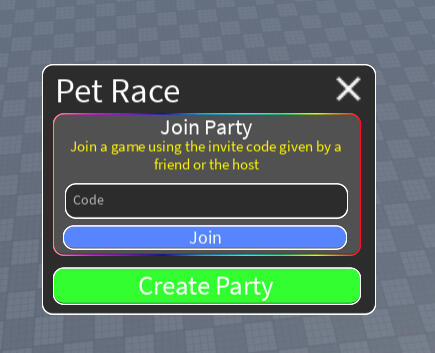 Pet Race
Join Party
Join a game using the invite code given by a
friend or the host
Code
Join
Create Party